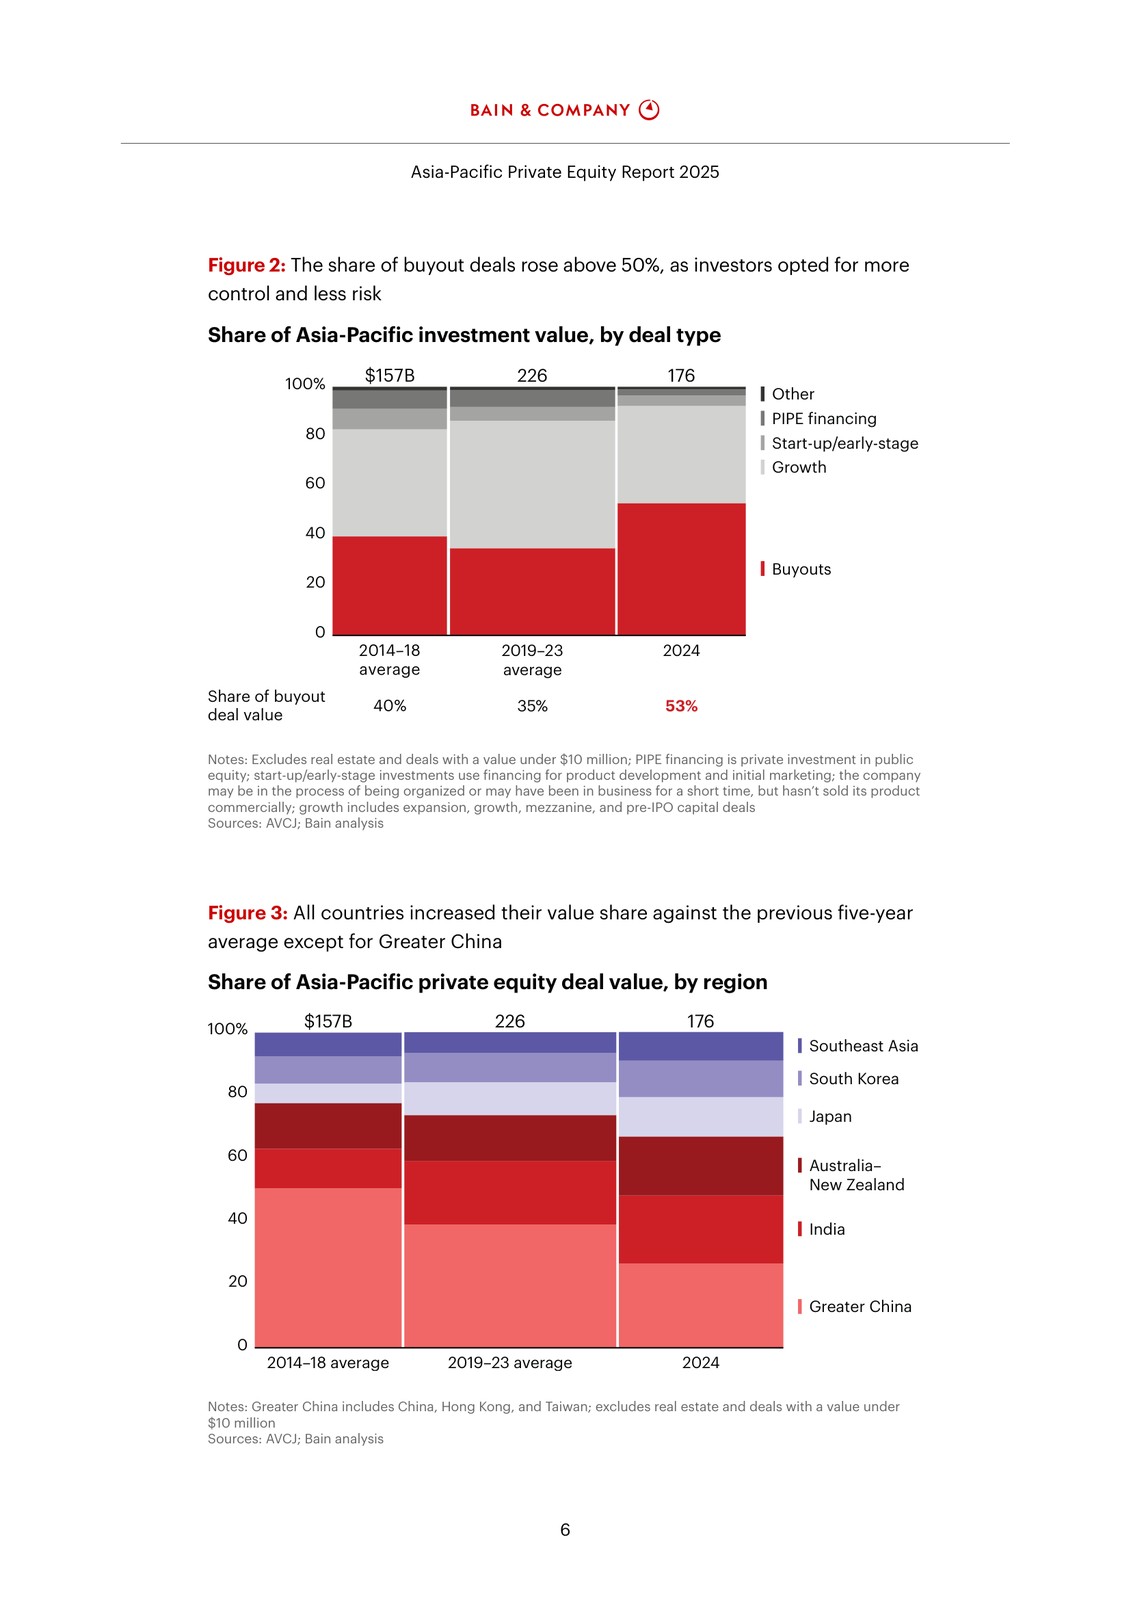 BAIN & COMPANY
Asia-Pacific Private Equity Report 2025
Figure 2: The share of buyout deals rose above 50%, as investors opted for more
control and less risk
Share of Asia-Pacific investment value, by deal type
$157B 226 176
100%
80
60
40
20
0
Other
PIPE financing
Start-up/early-stage
Growth
Buyouts
2014–18
average
2019–23
average
2024
Share of buyout
deal value
40% 35% 53%
Notes: Excludes real estate and deals with a value under $10 million; PIPE financing is private investment in public
equity; start-up/early-stage investments use financing for product development and initial marketing; the company
may be in the process of being organized or may have been in business for a short time, but hasn’t sold its product
commercially; growth includes expansion, growth, mezzanine, and pre-IPO capital deals
Sources: AVCJ; Bain analysis
Figure 3: All countries increased their value share against the previous five-year
average except for Greater China
Share of Asia-Pacific private equity deal value, by region
$157B 226 176
100%
80
60
40
20
0
Southeast Asia
South Korea
Japan
Australia–
New Zealand
India
Greater China
2014–18 average 2019–23 average 2024
Notes: Greater China includes China, Hong Kong, and Taiwan; excludes real estate and deals with a value under
$10 million
Sources: AVCJ; Bain analysis
6